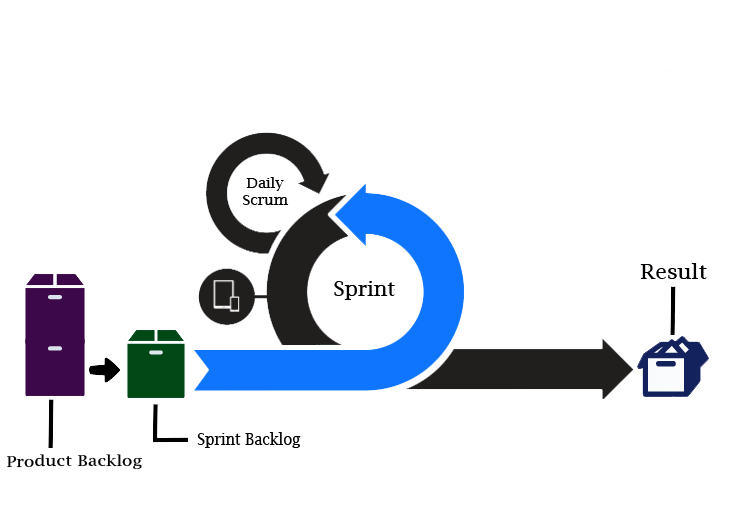 Daily
Scrum
Result
Sprint
Sprint Backlog
Product Backlog